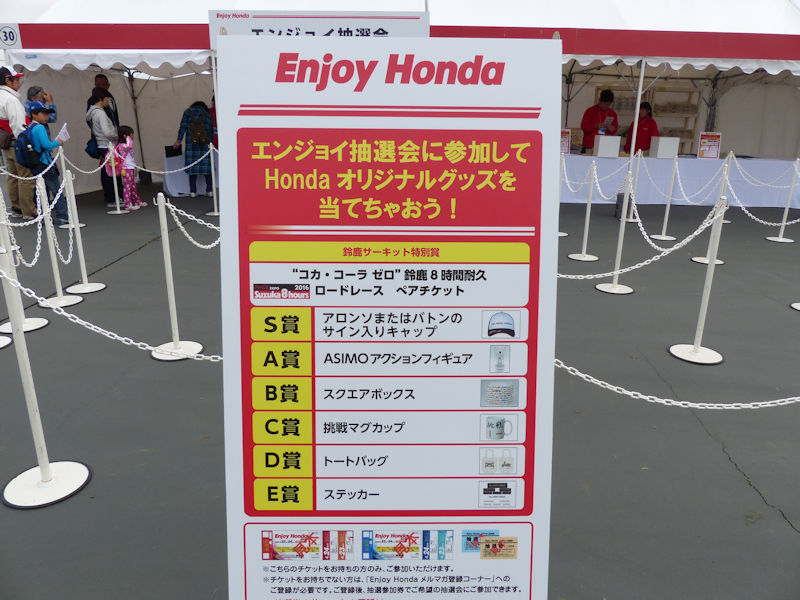 30
Enjoy Honda
エンジョイ抽選会
Enjoy Honda
エンジョイ抽選会に参加して
Honda オリジナルグッズを
当てちゃおう！
鈴鹿サーキット特別賞
“コカ・コーラ ゼロ”鈴鹿８時間耐久
ロードレース ペアチケット
2016
Suzuka 8hours
S賞 アロンソまたはバトンの
サイン入りキャップ
A賞 ASIMOアクションフィギュア
B賞 スクエアボックス
C賞 挑戦マグカップ
D賞 トートバッグ
E賞 ステッカー
Enjoy Honda
Enjoy Honda
※こちらのチケットをお持ちの方のみ、ご参加いただけます。
※チケットをお持ちでない方は、「Enjoy Honda メルマガ登録コーナー」への
ご登録が必要です。ご登録後、抽選参加券でご希望の抽選会にご参加できます。